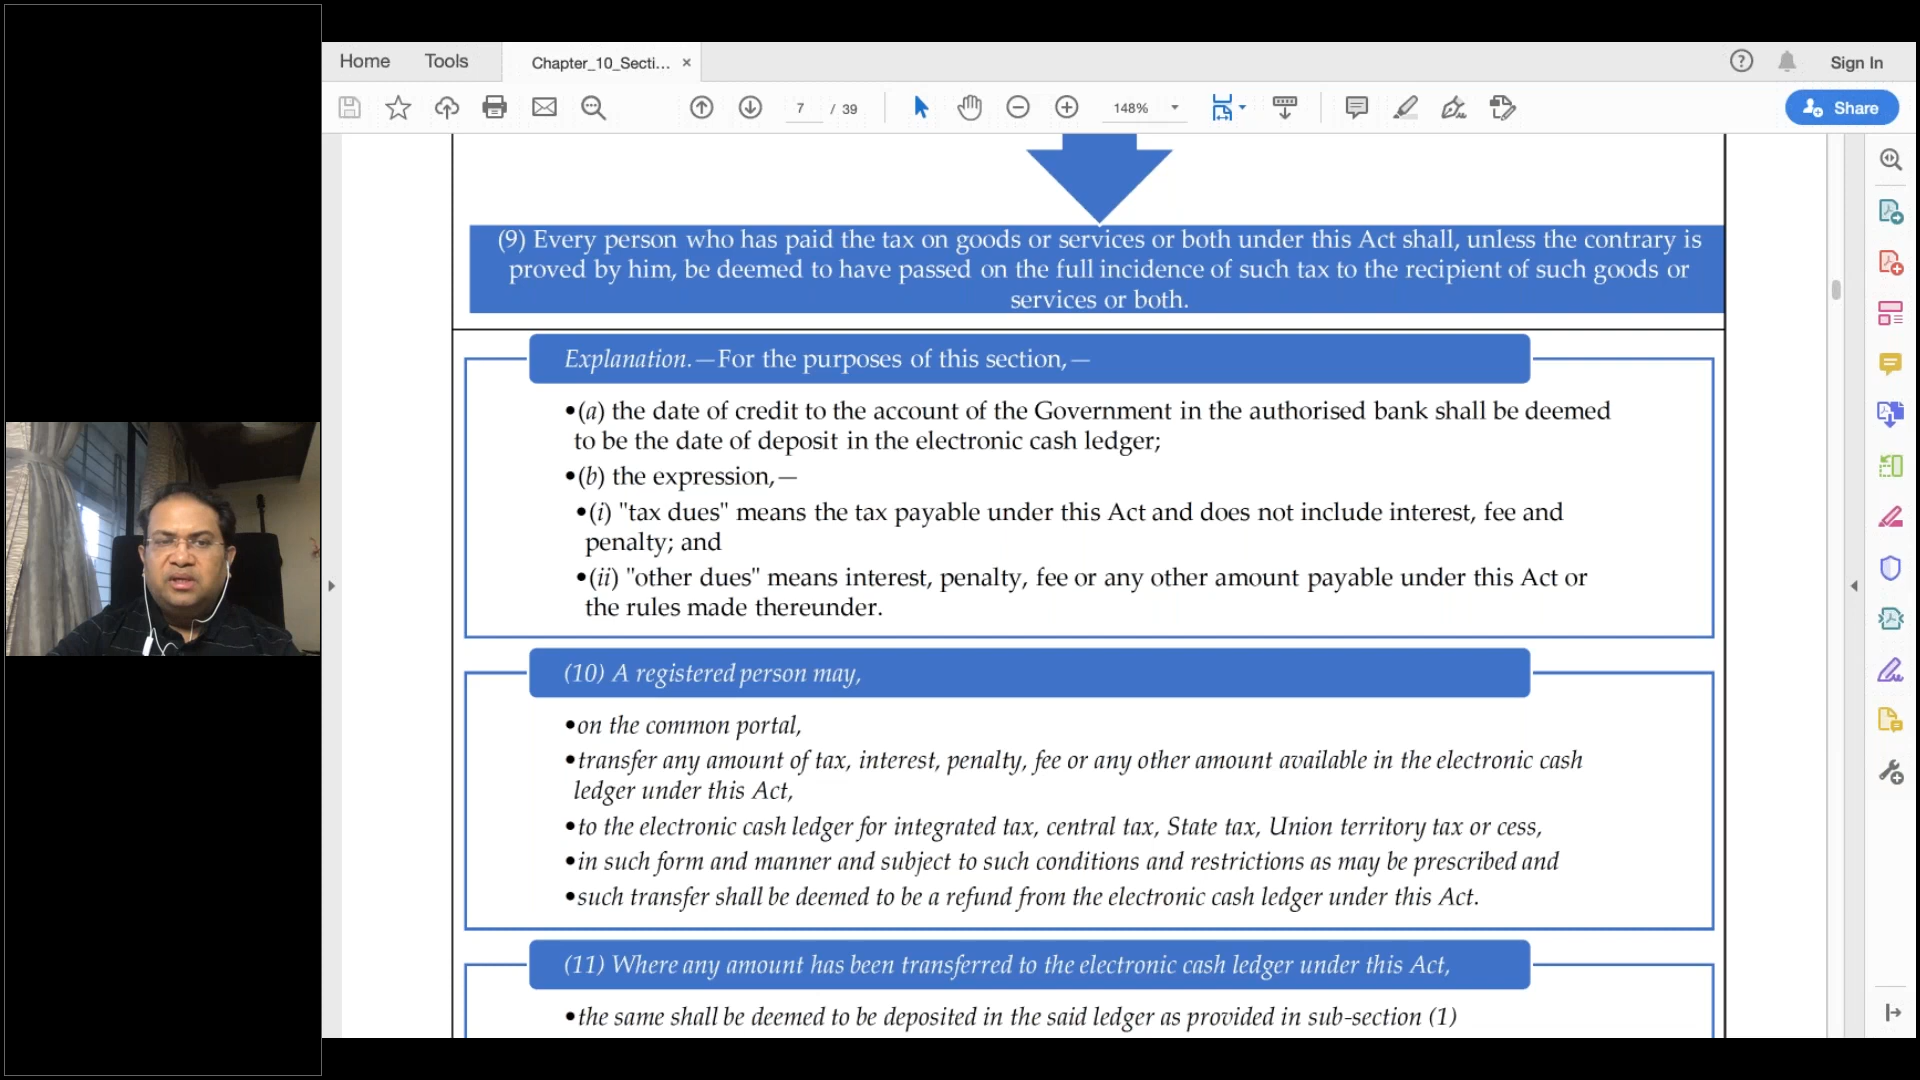 Home
Tools
Chapter_10_Secti... ×
Sign In
7 / 39
148%
Share
(9) Every person who has paid the tax on goods or services or both under this Act shall, unless the contrary is
proved by him, be deemed to have passed on the full incidence of such tax to the recipient of such goods or
services or both.
Explanation.—For the purposes of this section,—
•(a) the date of credit to the account of the Government in the authorised bank shall be deemed
to be the date of deposit in the electronic cash ledger;
•(b) the expression,—
•(i) "tax dues" means the tax payable under this Act and does not include interest, fee and
penalty; and
•(ii) "other dues" means interest, penalty, fee or any other amount payable under this Act or
the rules made thereunder.
(10) A registered person may,
•on the common portal,
•transfer any amount of tax, interest, penalty, fee or any other amount available in the electronic cash
ledger under this Act,
•to the electronic cash ledger for integrated tax, central tax, State tax, Union territory tax or cess,
•in such form and manner and subject to such conditions and restrictions as may be prescribed and
•such transfer shall be deemed to be a refund from the electronic cash ledger under this Act.
(11) Where any amount has been transferred to the electronic cash ledger under this Act,
•the same shall be deemed to be deposited in the said ledger as provided in sub-section (1)